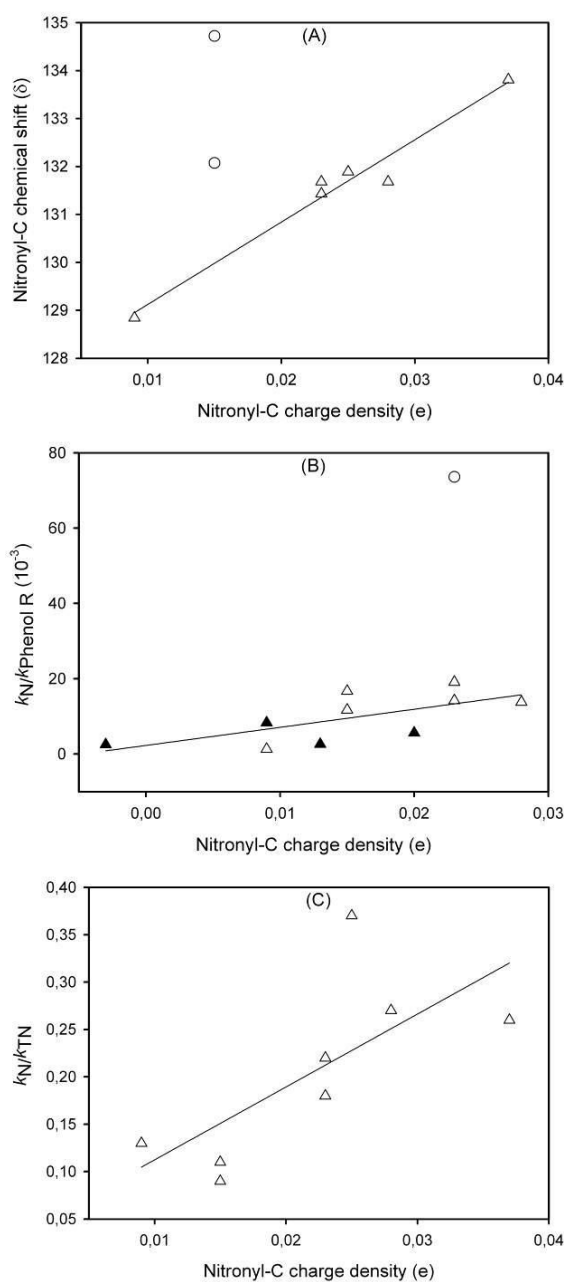 (A)
135
134
133
132
131
130
129
128
Nitronyl-C chemical shift (δ)
0,01 0,02 0,03 0,04
Nitronyl-C charge density (e)
(B)
80
60
40
20
0
kN/kPhenol R (10-3)
0,00 0,01 0,02 0,03
Nitronyl-C charge density (e)
(C)
0,40
0,35
0,30
0,25
0,20
0,15
0,10
0,05
kN/kTN
0,01 0,02 0,03 0,04
Nitronyl-C charge density (e)